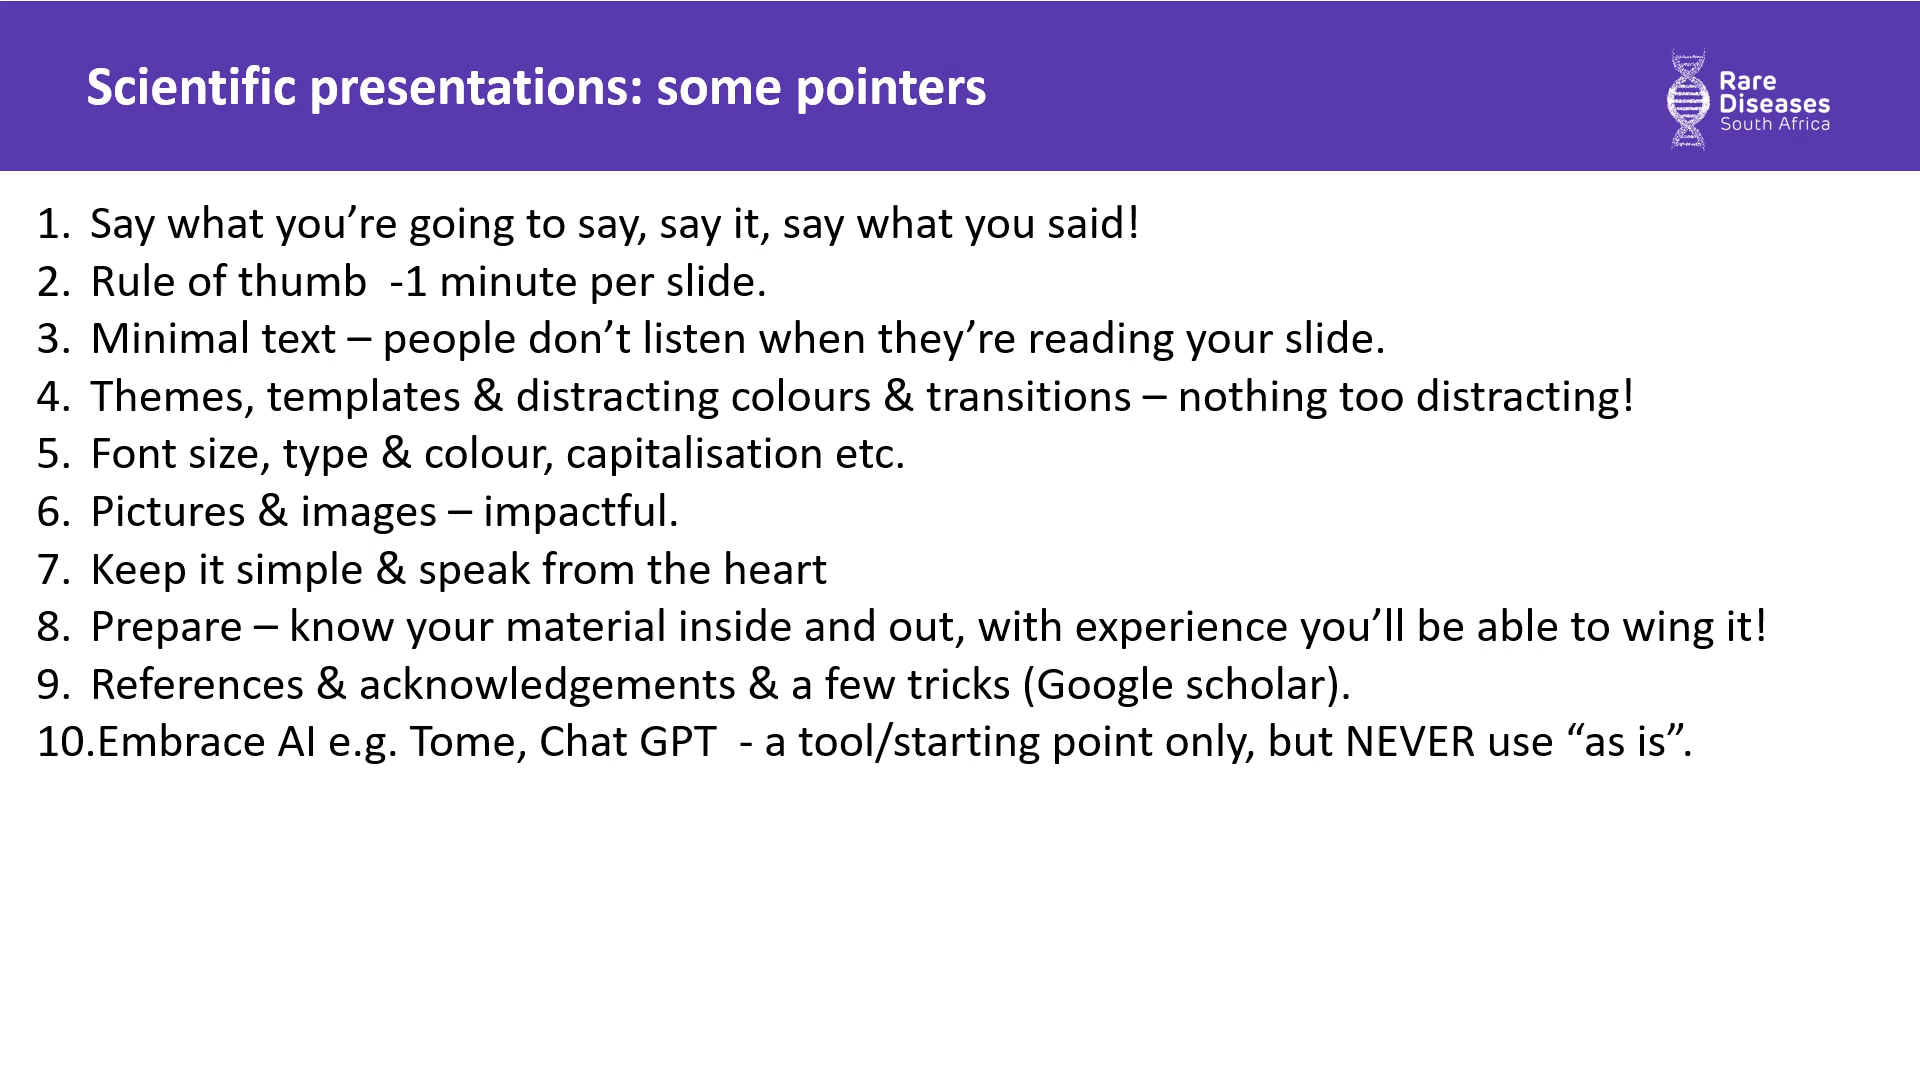 Scientific presentations: some pointers
Rare
Diseases
South Africa
1. Say what you’re going to say, say it, say what you said!
2. Rule of thumb  -1 minute per slide.
3. Minimal text – people don’t listen when they’re reading your slide.
4. Themes, templates & distracting colours & transitions – nothing too distracting!
5. Font size, type & colour, capitalisation etc.
6. Pictures & images – impactful.
7. Keep it simple & speak from the heart
8. Prepare – know your material inside and out, with experience you’ll be able to wing it!
9. References & acknowledgements & a few tricks (Google scholar).
10.Embrace AI e.g. Tome, Chat GPT  - a tool/starting point only, but NEVER use “as is”.